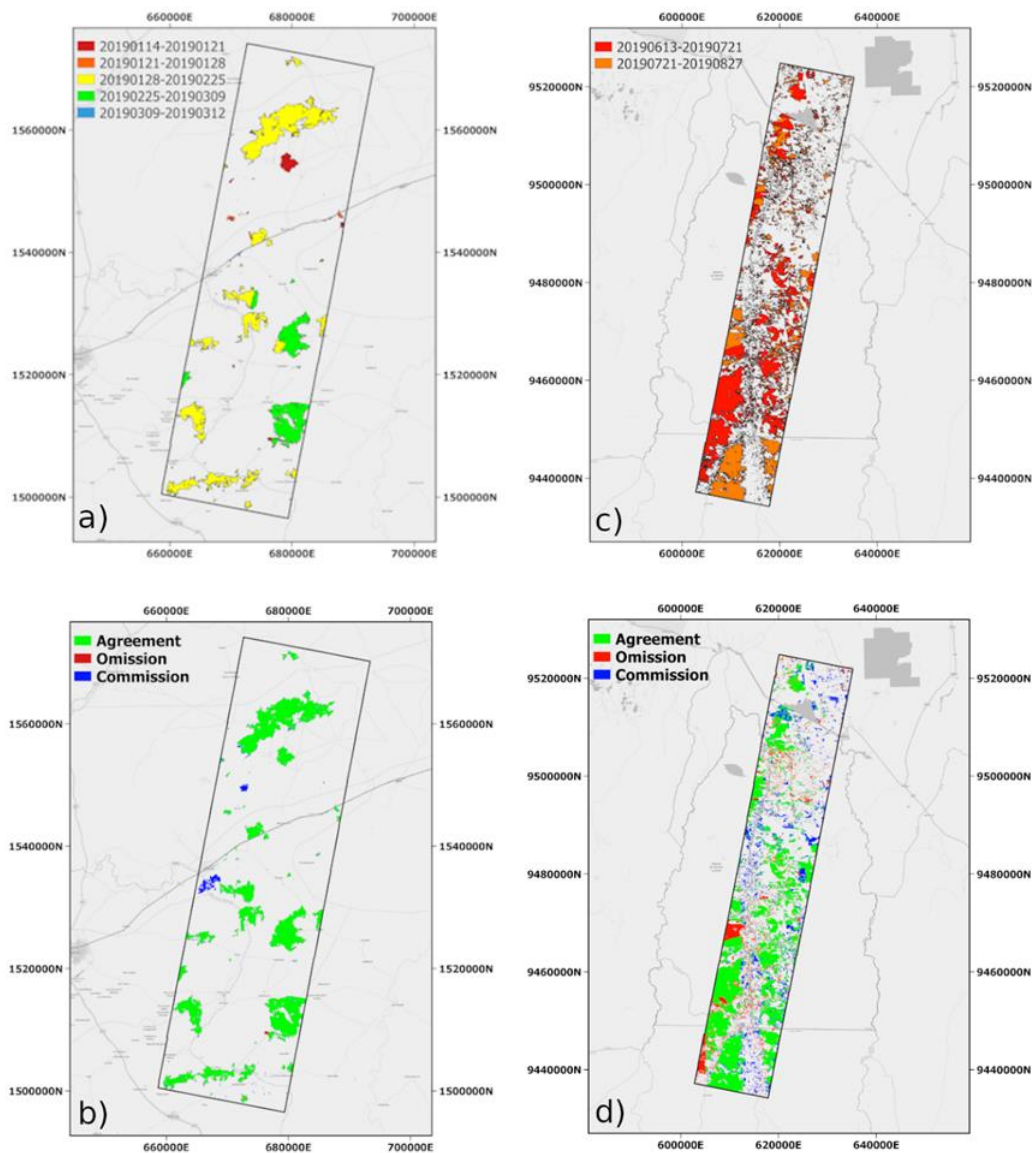 660000E 680000E 700000E
20190114-20190121
20190121-20190128
20190128-20190225
20190225-20190309
20190309-20190312
1560000N
1540000N
1520000N
1500000N
a)
660000E 680000E 700000E
600000E 620000E 640000E
20190613-20190721
20190721-20190827
9520000N 9520000N
9500000N 9500000N
9480000N 9480000N
9460000N 9460000N
9440000N 9440000N
c)
600000E 620000E 640000E
660000E 680000E 700000E
Agreement
Omission
Commission
1560000N 1560000N
1540000N 1540000N
1520000N 1520000N
1500000N 1500000N
b)
660000E 680000E 700000E
600000E 620000E 640000E
Agreement
Omission
Commission
9520000N 9520000N
9500000N 9500000N
9480000N 9480000N
9460000N 9460000N
9440000N 9440000N
d)
600000E 620000E 640000E